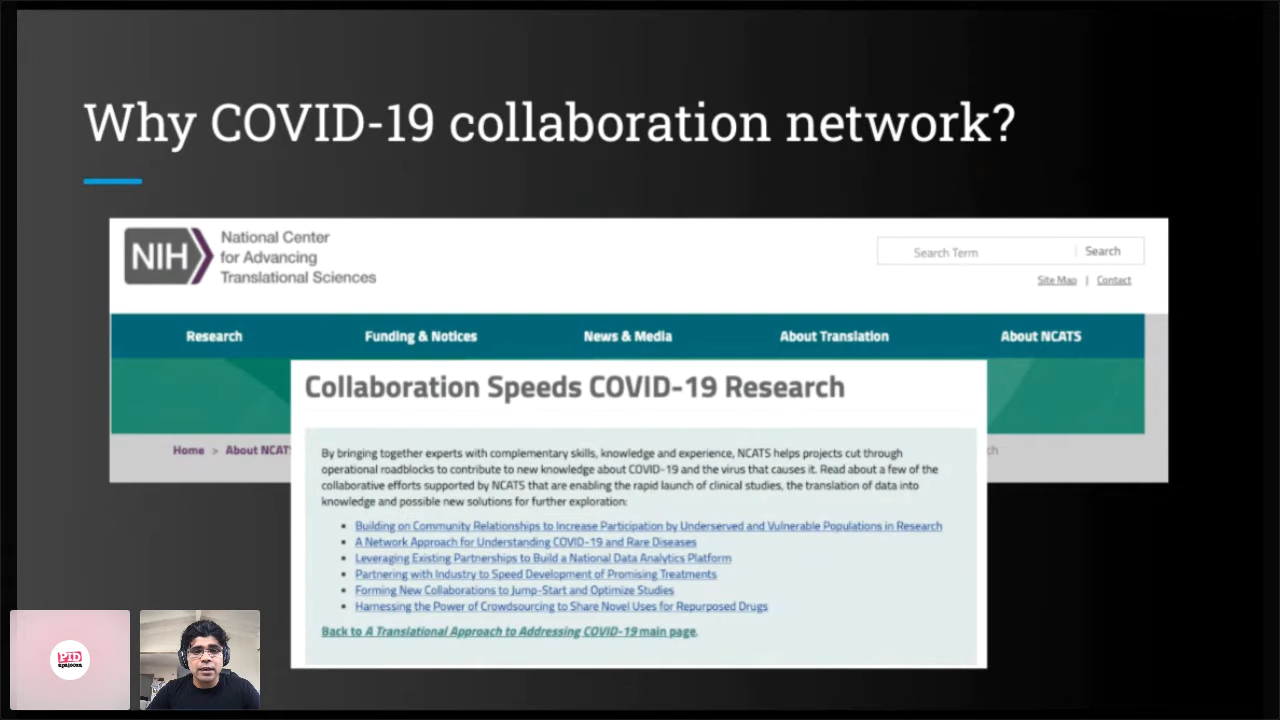 Why COVID-19 collaboration network?
NIH
National Center
for Advancing
Translational Sciences
Search Term
Search
Site Map | Contact
Research
Funding & Notices
News & Media
About Translation
About NCATS
Collaboration Speeds COVID-19 Research
Home > About NCAT
ch
By bringing together experts with complementary skills, knowledge and experience, NCATS helps projects cut through
operational roadblocks to contribute to new knowledge about COVID-19 and the virus that causes it. Read about a few of the
collaborative efforts supported by NCATS that are enabling the rapid launch of clinical studies, the translation of data into
knowledge and possible new solutions for further exploration:
• Building on Community Relationships to Increase Participation by Underserved and Vulnerable Populations in Research
• A Network Approach for Understanding COVID-19 and Rare Diseases
• Leveraging Existing Partnerships to Build a National Data Analytics Platform
• Partnering with Industry to Speed Development of Promising Treatments
• Forming New Collaborations to Jump-Start and Optimize Studies
• Harnessing the Power of Crowdsourcing to Share Novel Uses for Repurposed Drugs
Back to A Translational Approach to Addressing COVID-19 main page.
PID
apalooza